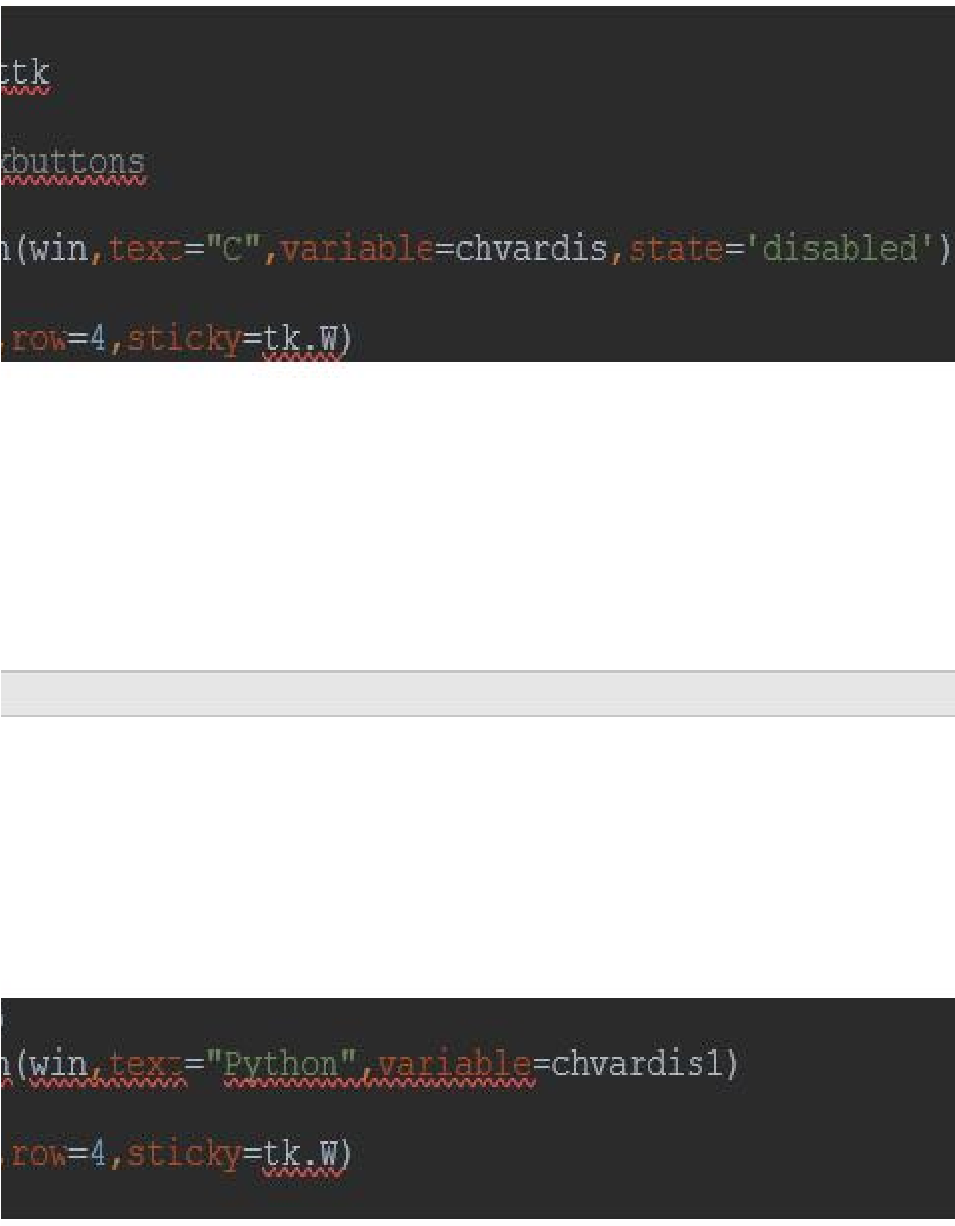 ttk
kbuttons
n(win,text="C",variable=chvardis,state='disabled')
,row=4,sticky=tk.W)
n(win,text="Python",variable=chvardis1)
,row=4,sticky=tk.W)